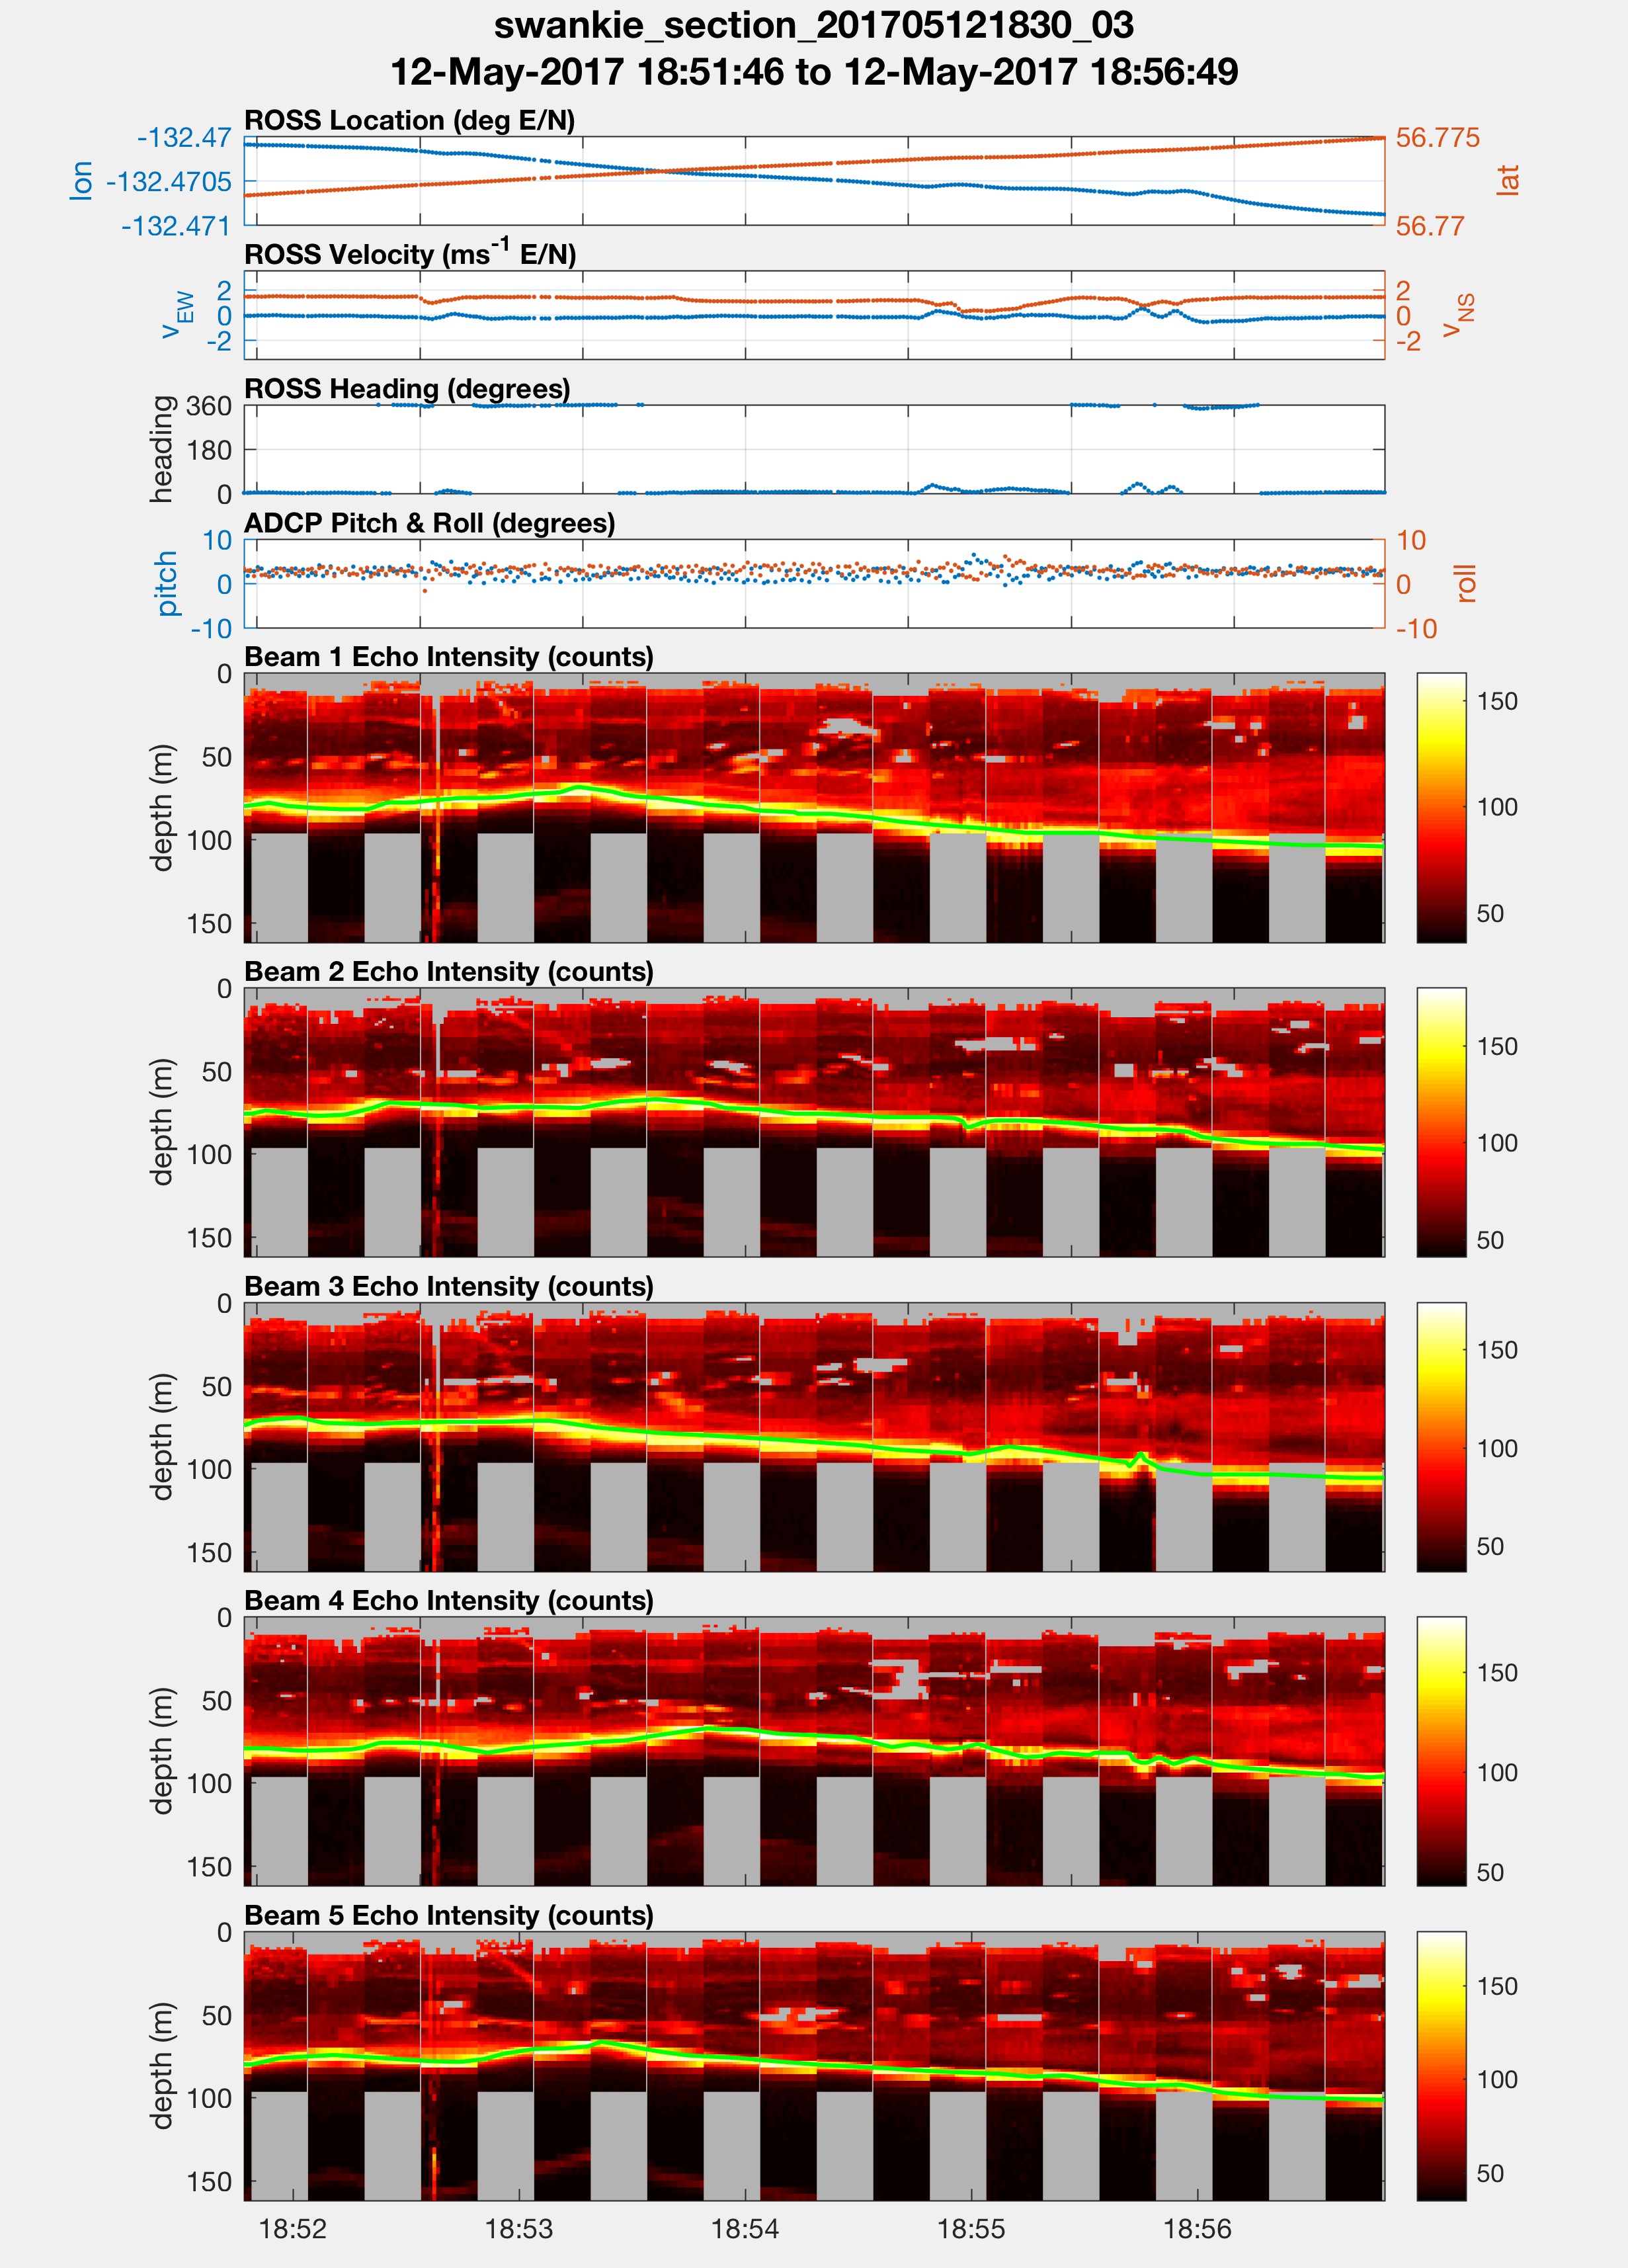 swankie_section_201705121830_03
12-May-2017 18:51:46 to 12-May-2017 18:56:49
ROSS Location (deg E/N)
-132.47
-132.4705
-132.471
lon
56.775
56.77
lat
ROSS Velocity (ms-1 E/N)
2
0
-2
vEW
2
0
-2
vNS
ROSS Heading (degrees)
360
180
0
heading
ADCP Pitch & Roll (degrees)
10
0
-10
pitch
10
0
-10
roll
Beam 1 Echo Intensity (counts)
0
50
100
150
depth (m)
150
100
50
Beam 2 Echo Intensity (counts)
0
50
100
150
depth (m)
150
100
50
Beam 3 Echo Intensity (counts)
0
50
100
150
depth (m)
150
100
50
Beam 4 Echo Intensity (counts)
0
50
100
150
depth (m)
150
100
50
Beam 5 Echo Intensity (counts)
0
50
100
150
depth (m)
150
100
50
18:52 18:53 18:54 18:55 18:56